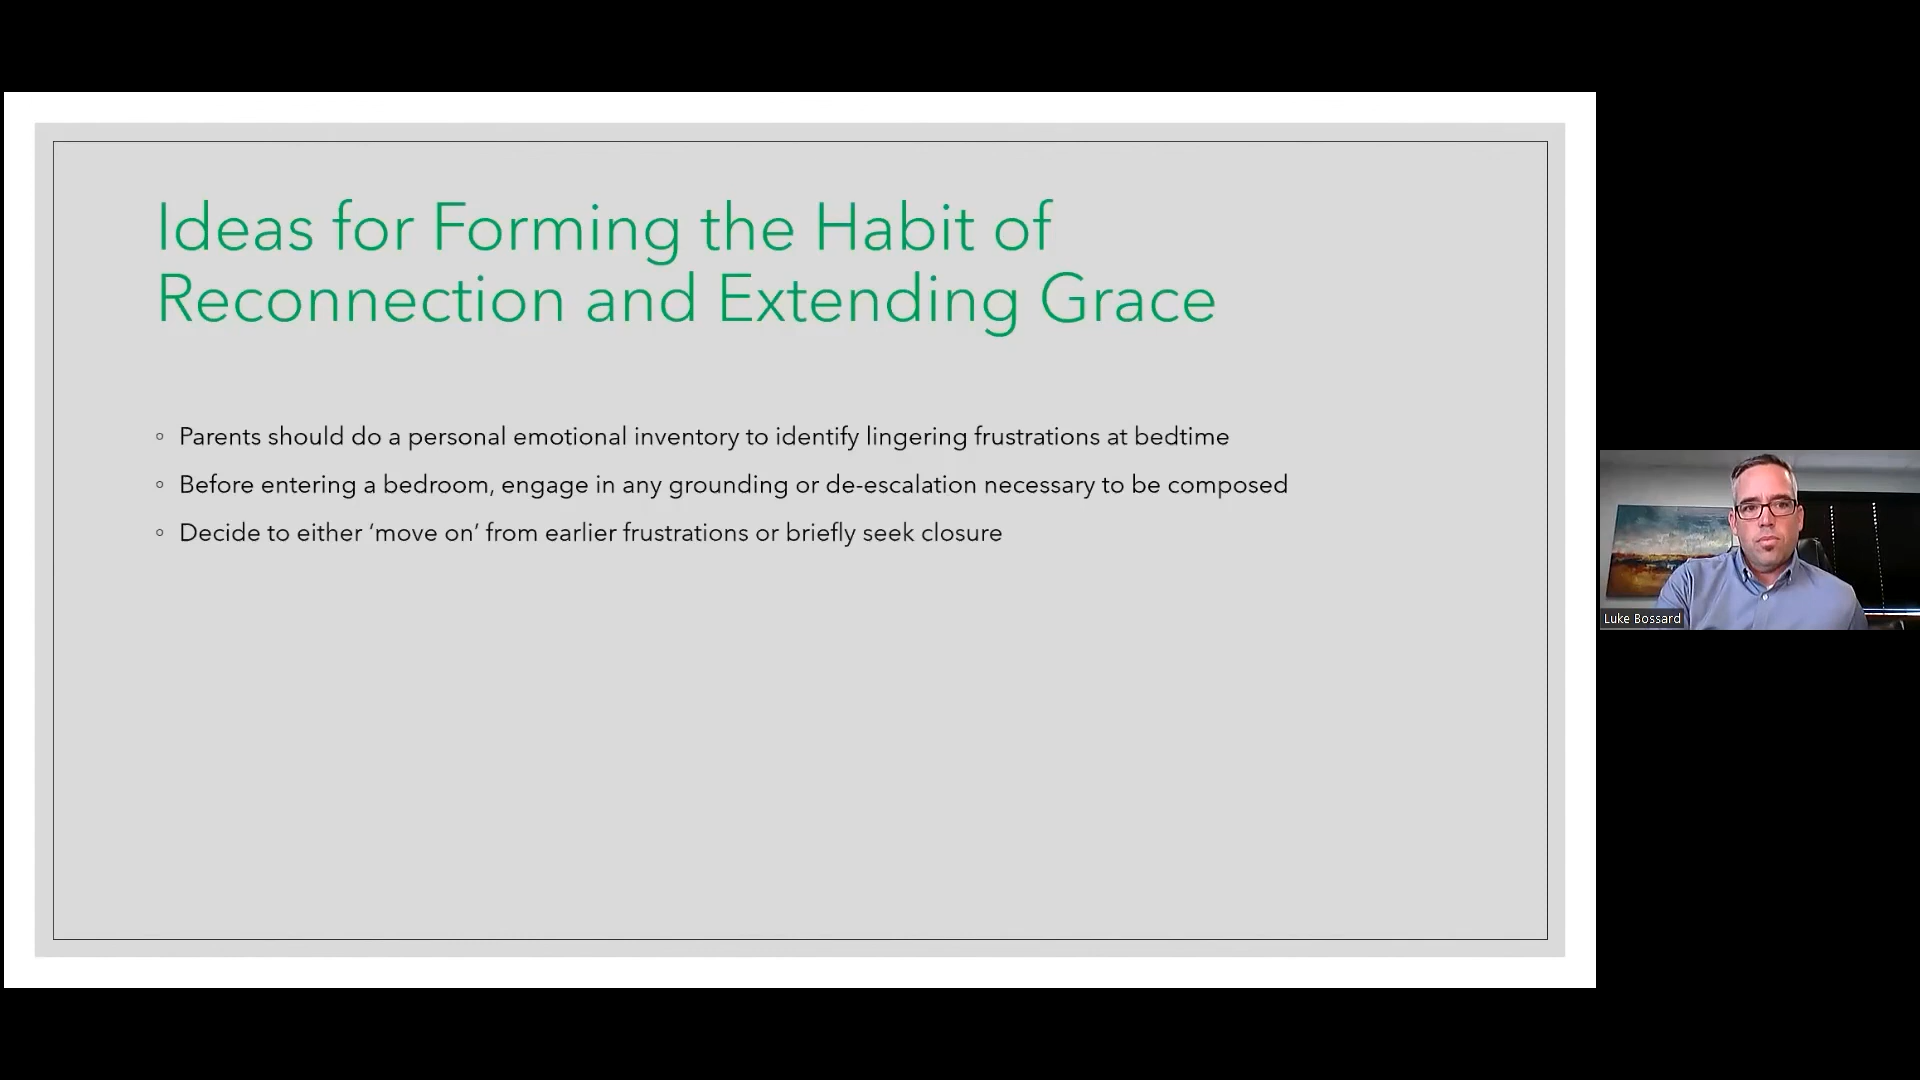 Ideas for Forming the Habit of
Reconnection and Extending Grace
◦ Parents should do a personal emotional inventory to identify lingering frustrations at bedtime
◦ Before entering a bedroom, engage in any grounding or de-escalation necessary to be composed
◦ Decide to either ‘move on’ from earlier frustrations or briefly seek closure
Luke Bossard